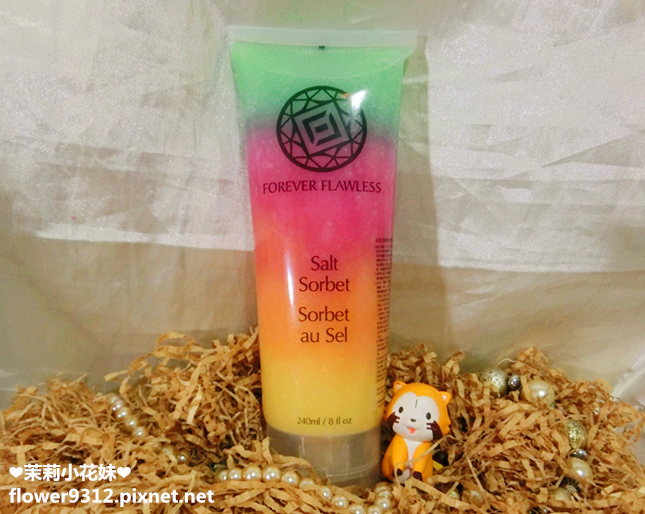 FOREVER FLAWLESS
Salt
Sorbet
Sorbet
au Sel
240ml / 8 fl oz
❤茉莉小花妹❤
flower9312.pixnet.net